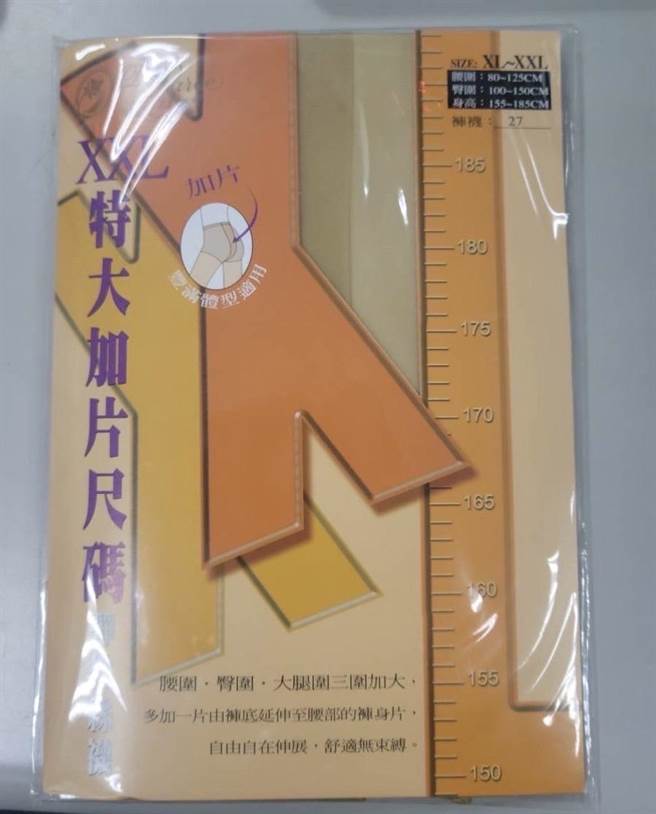 SIZE: XL~XXL
腰圍：80~125CM
臀圍：100~150CM
身高：155~185CM
褲襪： 27
XXL特大加片尺碼
加片
豐滿體型適用
185
180
175
170
165
160
155
150
腰圍．臀圍．大腿圍三圍加大，
多加一片由褲底延伸至腰部的褲身片，
自由自在伸展，舒適無束縛。